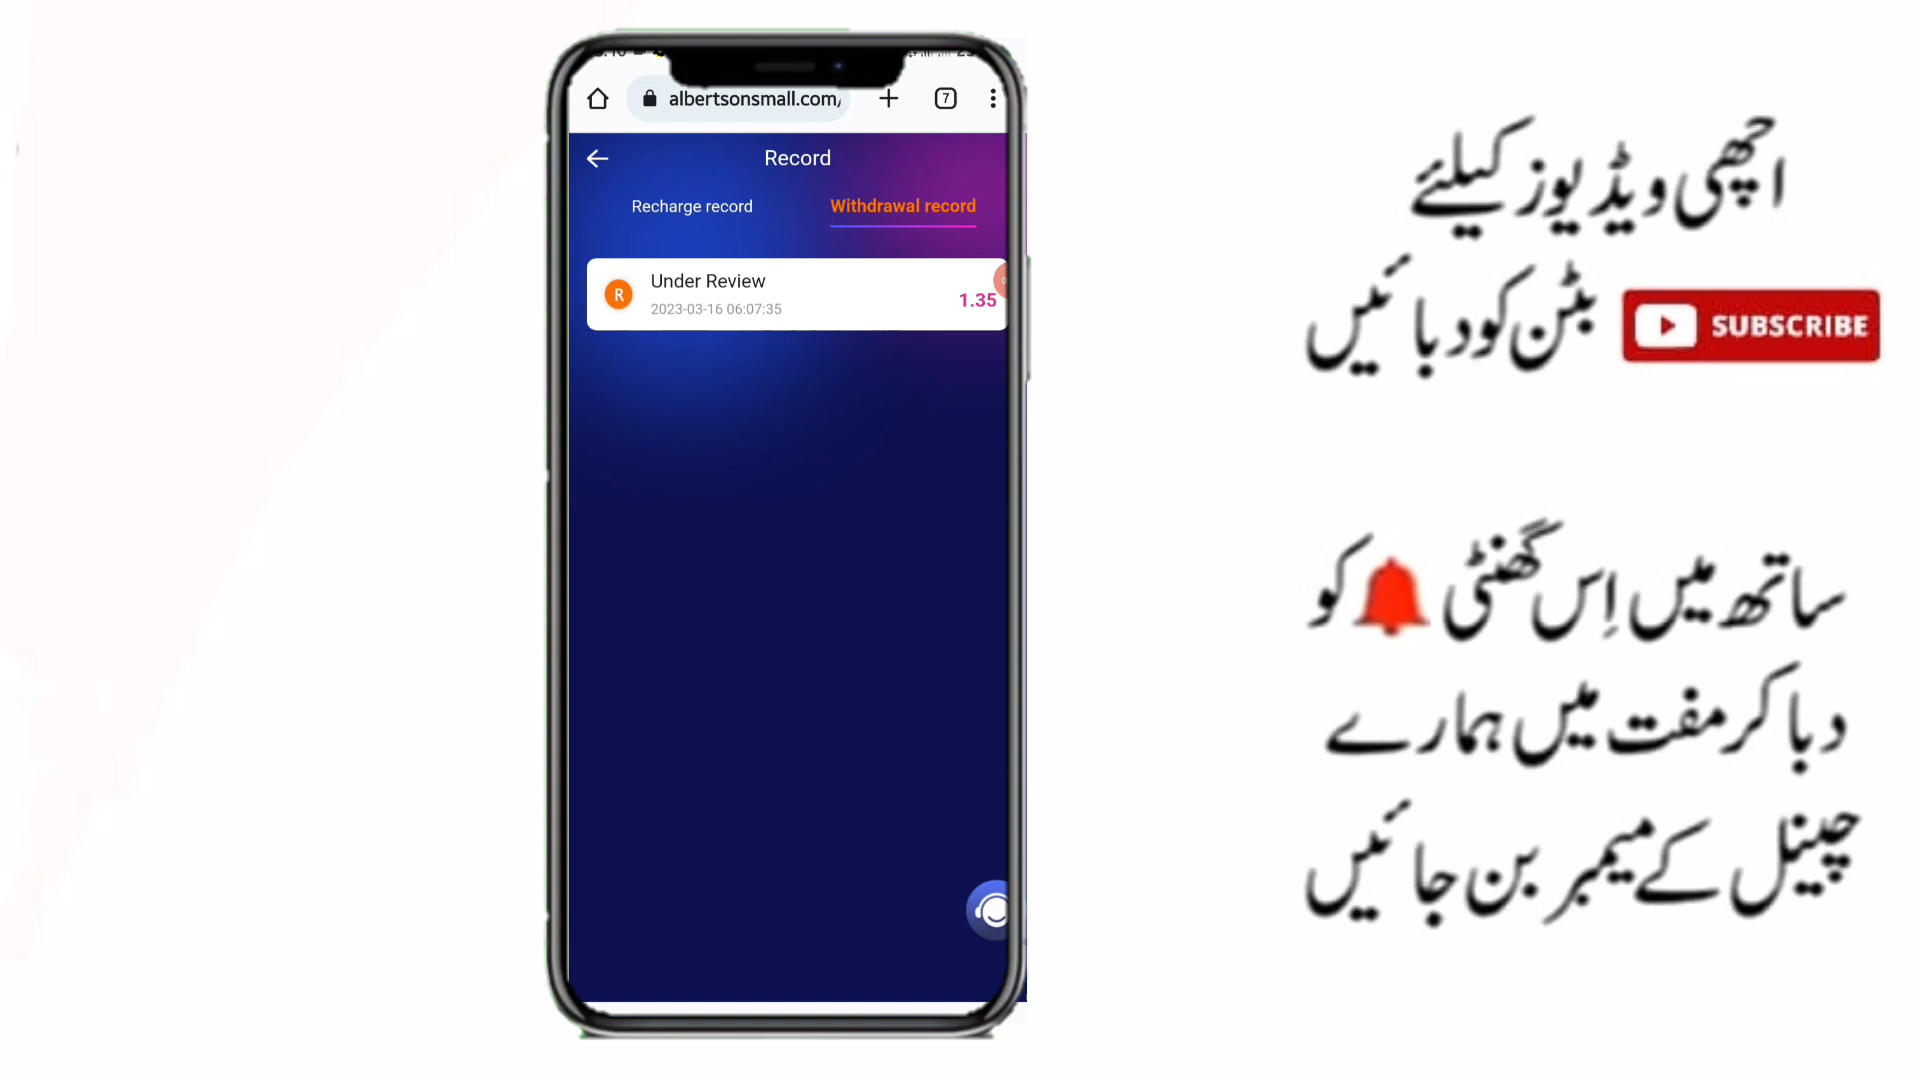 albertsonsmall.com/
7
Record
Recharge record
Withdrawal record
Under Review
R
2023-03-16 06:07:35
1.35
اچھی ویڈیوز کیلئے
SUBSCRIBE بٹن کو دبائیں
ساتھ میں اِس گھنٹی کو
دبا کر مفت میں ہمارے
چینل کے میمبر بن جائیں